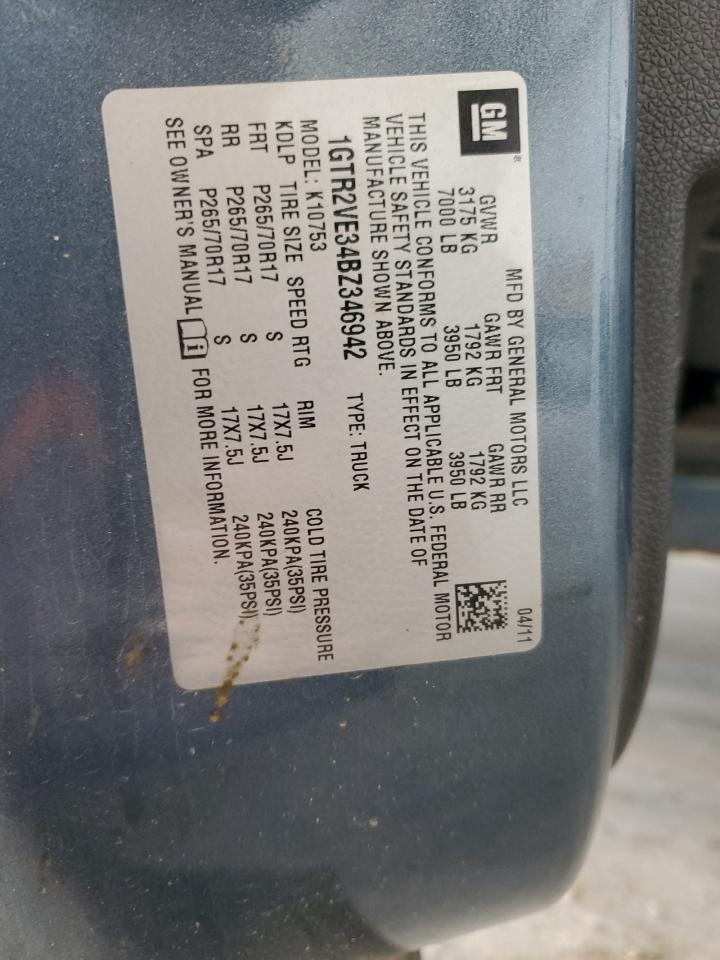 GM®
MFD BY GENERAL MOTORS LLC 04/11
GVWR GAWR FRT GAWR RR
3175 KG 1792 KG 1792 KG
7000 LB 3950 LB 3950 LB
THIS VEHICLE CONFORMS TO ALL APPLICABLE U.S. FEDERAL MOTOR
VEHICLE SAFETY STANDARDS IN EFFECT ON THE DATE OF
MANUFACTURE SHOWN ABOVE.
1GTR2VE34BZ346942 TYPE: TRUCK
MODEL: K10753
KDLP TIRE SIZE SPEED RTG RIM COLD TIRE PRESSURE
FRT P265/70R17 S 17X7.5J 240KPA(35PSI)
RR P265/70R17 S 17X7.5J 240KPA(35PSI)
SPA P265/70R17 S 17X7.5J 240KPA(35PSI)
SEE OWNER'S MANUAL FOR MORE INFORMATION.